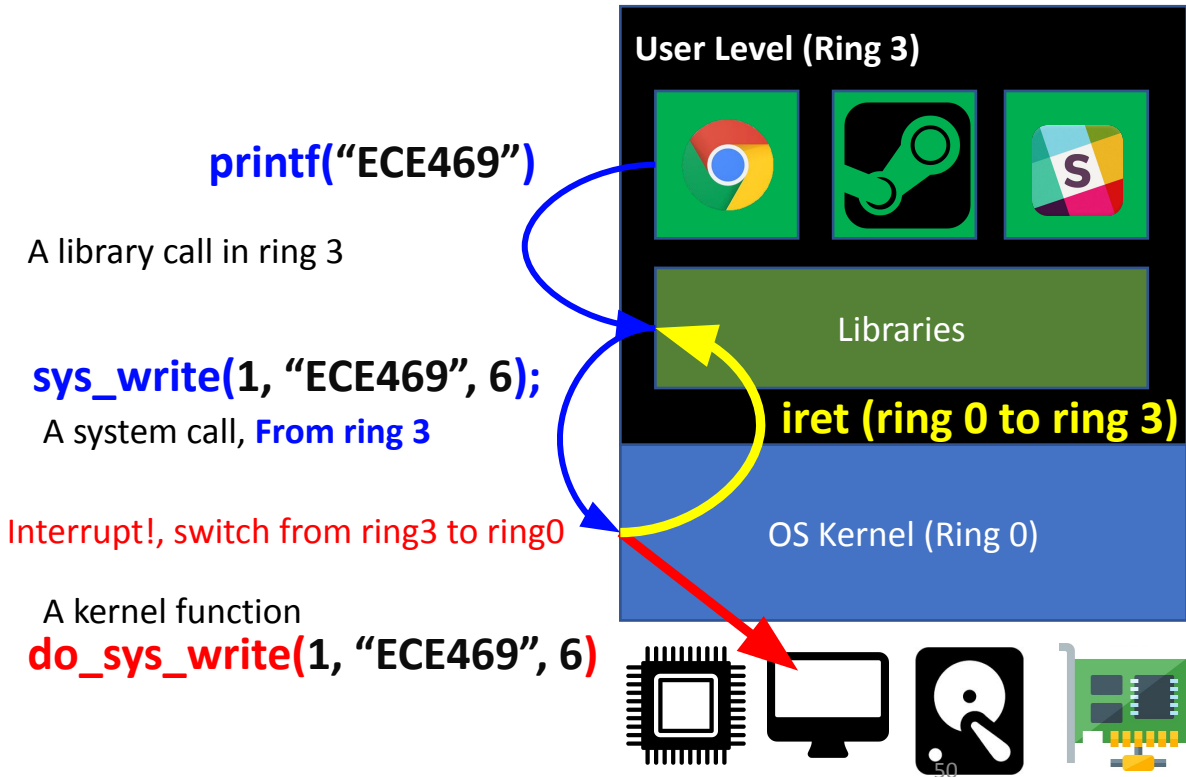 User Level (Ring 3)
printf(“ECE469”)
S
A library call in ring 3
Libraries
sys_write(1, “ECE469”, 6);
A system call, From ring 3
iret (ring 0 to ring 3)
Interrupt!, switch from ring3 to ring0
OS Kernel (Ring 0)
A kernel function
do_sys_write(1, “ECE469”, 6)
50